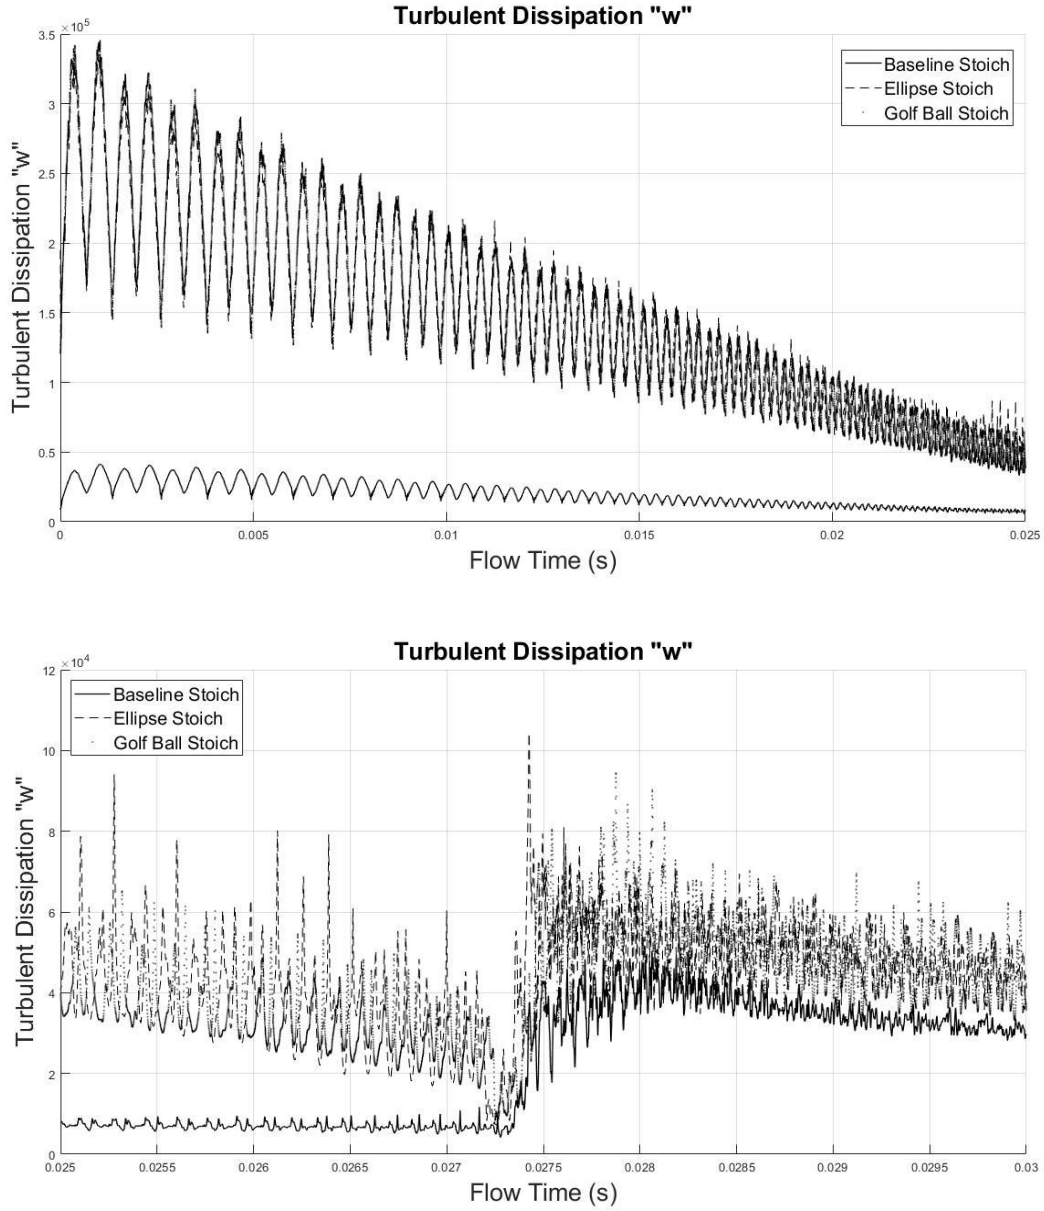 Turbulent Dissipation "w"
×10⁵
3.5
3
2.5
2
1.5
1
0.5
0
Turbulent Dissipation "w"
Baseline Stoich
Ellipse Stoich
Golf Ball Stoich
0 0.005 0.01 0.015 0.02 0.025
Flow Time (s)
Turbulent Dissipation "w"
×10⁴
12
10
8
6
4
2
0
Turbulent Dissipation "w"
Baseline Stoich
Ellipse Stoich
Golf Ball Stoich
0.025 0.0255 0.026 0.0265 0.027 0.0275 0.028 0.0285 0.029 0.0295 0.03
Flow Time (s)